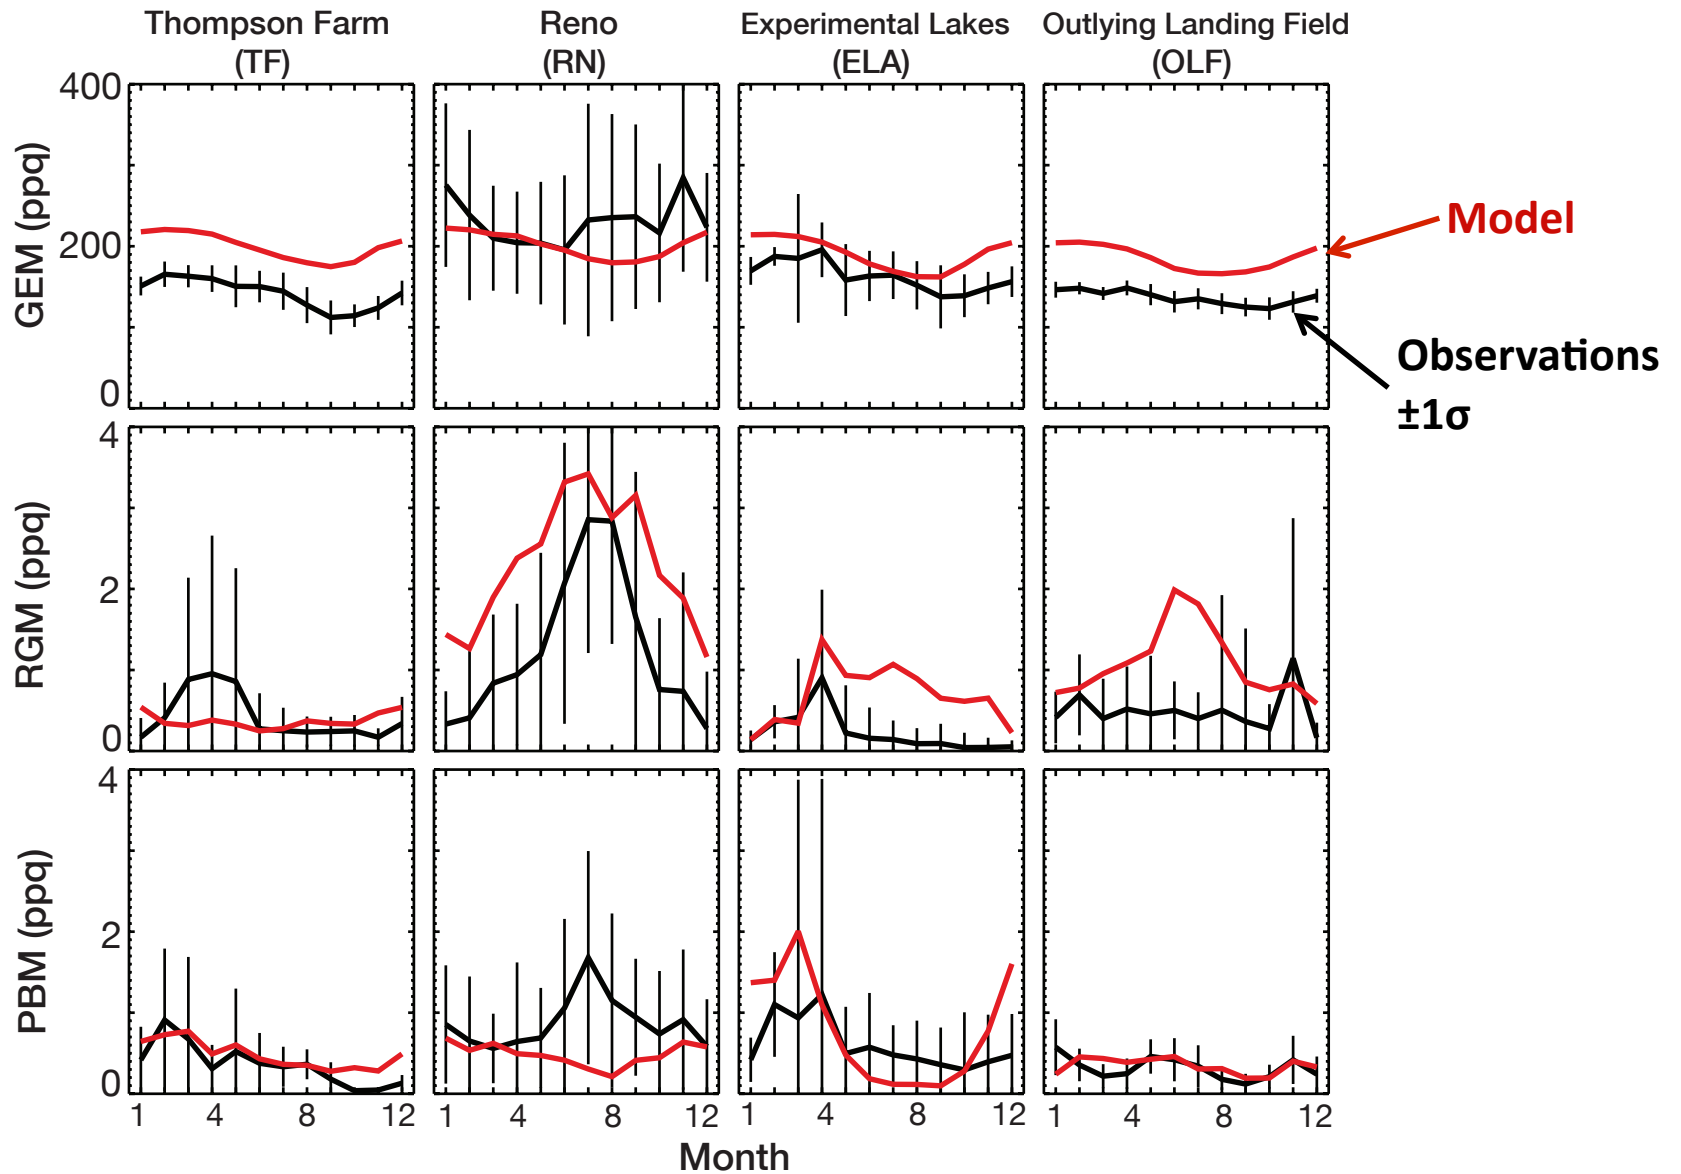 Thompson Farm
(TF)
Reno
(RN)
Experimental Lakes
(ELA)
Outlying Landing Field
(OLF)
GEM (ppq)
400
200
0
Model
Observations
±1σ
RGM (ppq)
4
2
0
PBM (ppq)
4
2
0
1 4 8 12
1 4 8 12
1 4 8 12
1 4 8 12
Month